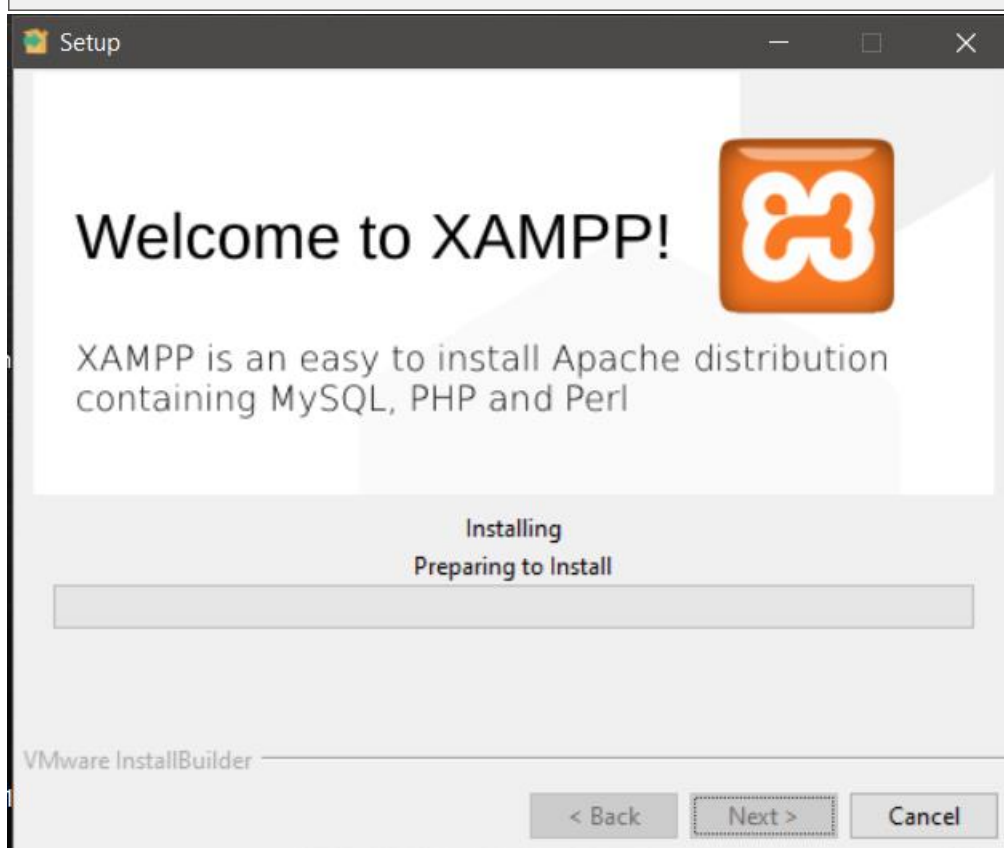 Setup
Welcome to XAMPP!
XAMPP is an easy to install Apache distribution
containing MySQL, PHP and Perl
Installing
Preparing to Install
VMware InstallBuilder
< Back
Next >
Cancel